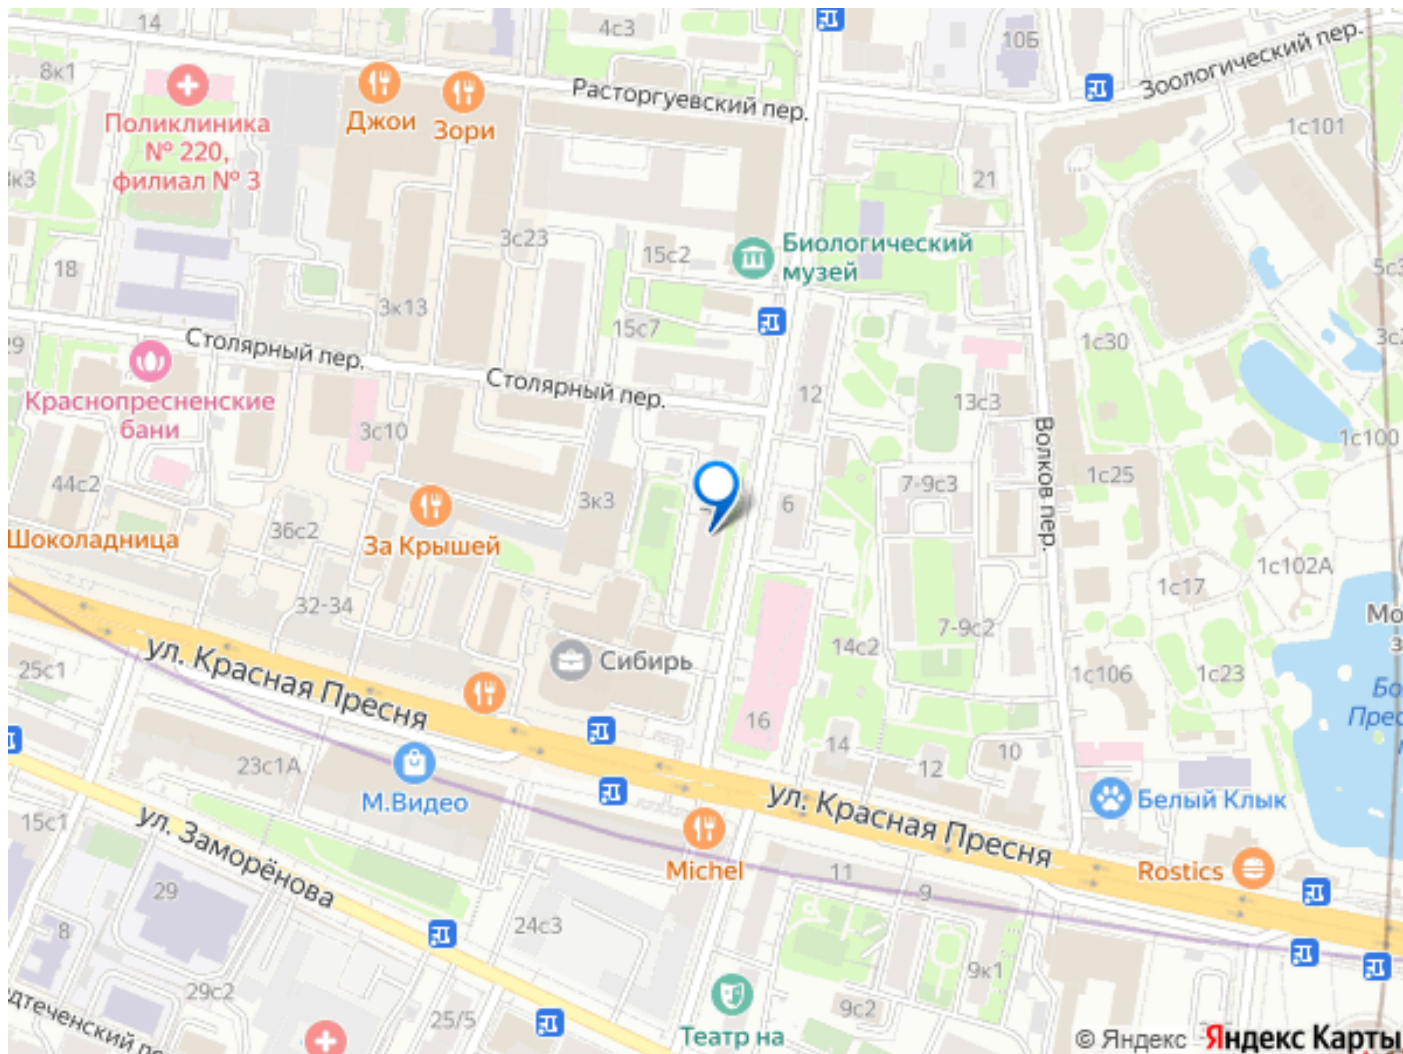 14
4с3
10Б
Зоологический пер.
8к1
Расторгуевский пер.
Джои
Зори
Поликлиника
№ 220,
филиал № 3
1с101
21
3с23
15с2
Биологический
музей
18
5с3
3к13
15с7
Столярный пер.
29
1с30
Столярный пер.
12
Краснопресненские
бани
13с3
3с10
Волков пер.
1с100
44с2
3к3
7-9с3
1с25
6
36с2
Шоколадница
За Крышей
1с102А
1с17
32-34
7-9с2
14с2
ул. Красная Пресня
Сибирь
25с1
1с106
1с23
16
14
10
12
23с1А
М.Видео
ул. Красная Пресня
Белый Клык
15с1
ул. Заморёнова
Michel
11
Rostics
29
9
24с3
8
9к1
29с2
9с2
25/5
Театр на
© Яндекс
Яндекс Карты